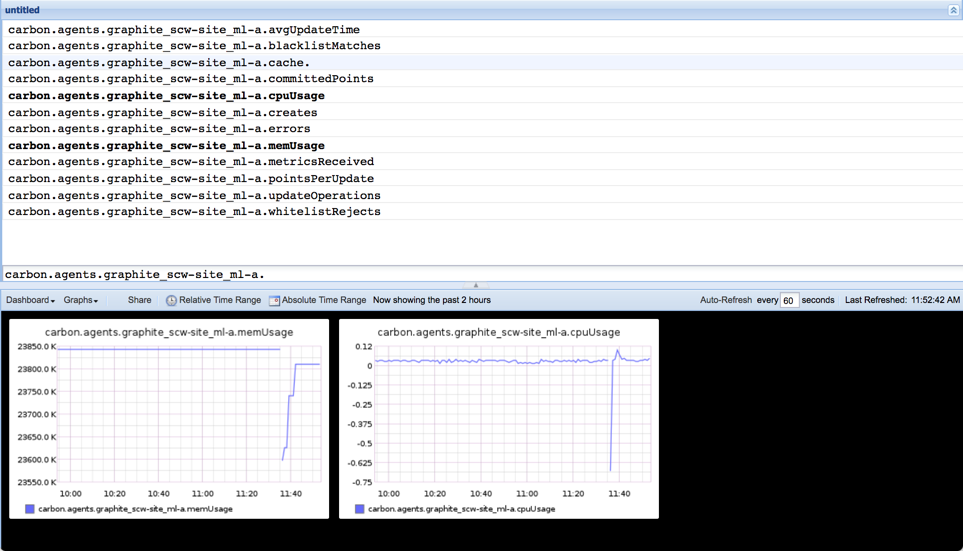 untitled
carbon.agents.graphite_scw-site_ml-a.avgUpdateTime
carbon.agents.graphite_scw-site_ml-a.blacklistMatches
carbon.agents.graphite_scw-site_ml-a.cache.
carbon.agents.graphite_scw-site_ml-a.committedPoints
carbon.agents.graphite_scw-site_ml-a.cpuUsage
carbon.agents.graphite_scw-site_ml-a.creates
carbon.agents.graphite_scw-site_ml-a.errors
carbon.agents.graphite_scw-site_ml-a.memUsage
carbon.agents.graphite_scw-site_ml-a.metricsReceived
carbon.agents.graphite_scw-site_ml-a.pointsPerUpdate
carbon.agents.graphite_scw-site_ml-a.updateOperations
carbon.agents.graphite_scw-site_ml-a.whitelistRejects
carbon.agents.graphite_scw-site_ml-a.
Dashboard Graphs Share Relative Time Range Absolute Time Range Now showing the past 2 hours Auto-Refresh every 60 seconds Last Refreshed: 11:52:42 AM
carbon.agents.graphite_scw-site_ml-a.memUsage
23850.0 K
23800.0 K
23750.0 K
23700.0 K
23650.0 K
23600.0 K
23550.0 K
10:00 10:20 10:40 11:00 11:20 11:40
carbon.agents.graphite_scw-site_ml-a.memUsage
carbon.agents.graphite_scw-site_ml-a.cpuUsage
0.12
0
-0.125
-0.25
-0.375
-0.5
-0.625
-0.75
10:00 10:20 10:40 11:00 11:20 11:40
carbon.agents.graphite_scw-site_ml-a.cpuUsage